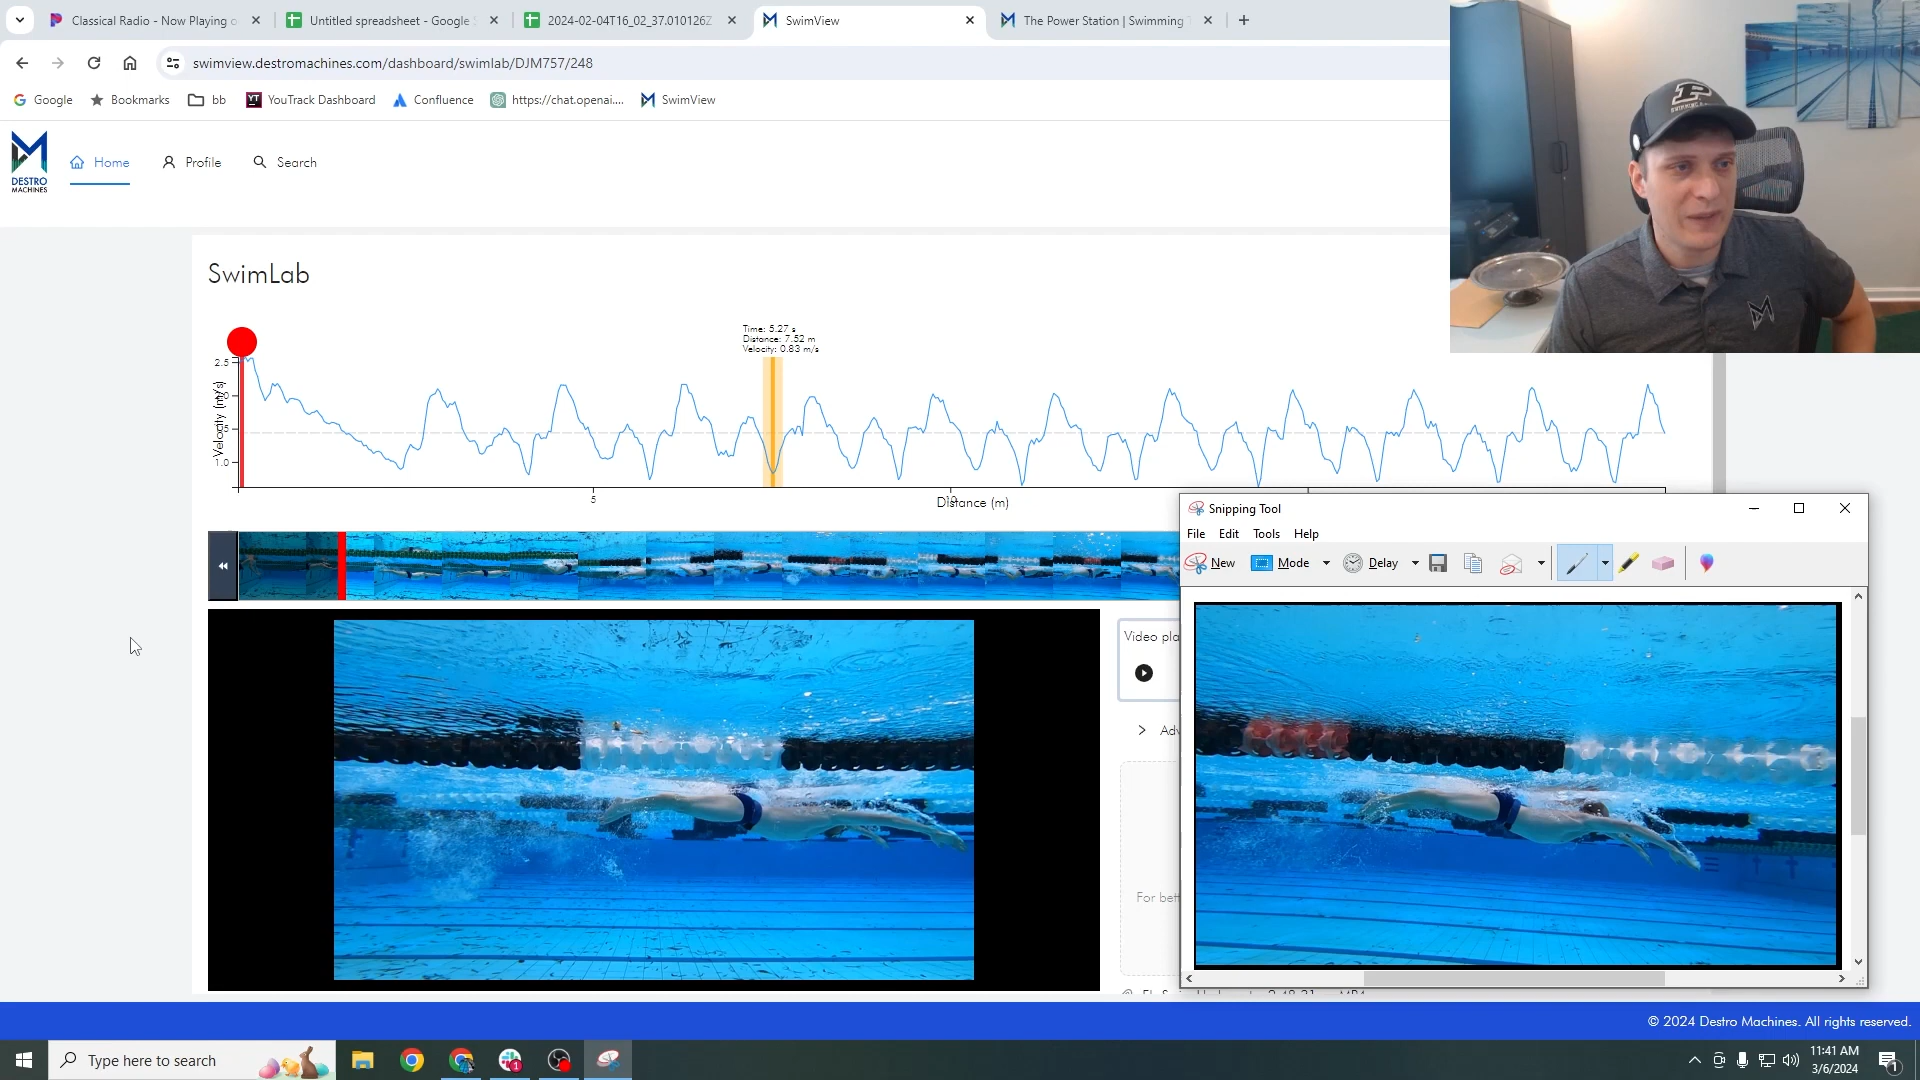 Classical Radio - Now Playing o
Untitled spreadsheet - Google S
2024-02-04T16_02_37.010126Z
SwimView
The Power Station | Swimming T
swimview.destromachines.com/dashboard/swimlab/DJM757/248
Google
Bookmarks
bb
YouTrack Dashboard
Confluence
https://chat.openai....
SwimView
DESTRO
MACHINES
Home
Profile
Search
SwimLab
Time: 5.27 s
Distance: 7.52 m
Velocity: 0.83 m/s
Velocity (m/s)
2.5
1.0
5
Distance (m)
Snipping Tool
File Edit Tools Help
New
Mode
Delay
Video pla
Adv
For bett
© 2024 Destro Machines. All rights reserved.
Type here to search
11:41 AM
3/6/2024